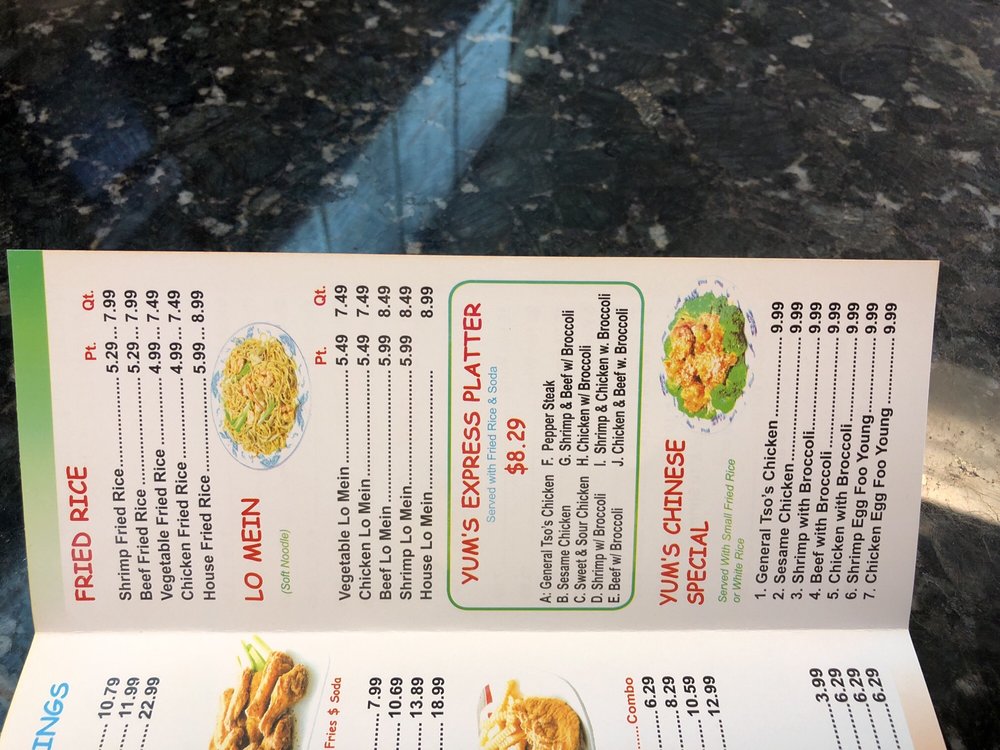 FRIED RICE
Pt. Qt.
Shrimp Fried Rice 5.29 ... 7.99
Beef Fried Rice 5.29 ... 7.99
Vegetable Fried Rice 4.99 ... 7.49
Chicken Fried Rice 4.99 ... 7.49
House Fried Rice 5.99 ... 8.99
LO MEIN
(Soft Noodle)
Pt. Qt.
Vegetable Lo Mein 5.49 7.49
Chicken Lo Mein 5.49 7.49
Beef Lo Mein 5.99 8.49
Shrimp Lo Mein 5.99 8.49
House Lo Mein 8.99
YUM'S EXPRESS PLATTER
Served with Fried Rice & Soda
$8.29
A: General Tso's Chicken F. Pepper Steak
B. Sesame Chicken G. Shrimp & Beef w/ Broccoli
C. Sweet & Sour Chicken H. Chicken w/ Broccoli
D. Shrimp w/ Broccoli I. Shrimp & Chicken w. Broccoli
E. Beef w/ Broccoli J. Chicken & Beef w. Broccoli
YUM'S CHINESE
SPECIAL
Served With Small Fried Rice
or White Rice
1. General Tso's Chicken 9.99
2. Sesame Chicken 9.99
3. Shrimp with Broccoli 9.99
4. Beef with Broccoli 9.99
5. Chicken with Broccoli 9.99
6. Shrimp Egg Foo Young 9.99
7. Chicken Egg Foo Young 9.99
INGS
10.79
11.99
22.99
Fries $ Soda
7.99
10.69
13.89
18.99
Combo
6.29
8.29
10.59
12.99
3.99
6.29
6.29
6.29